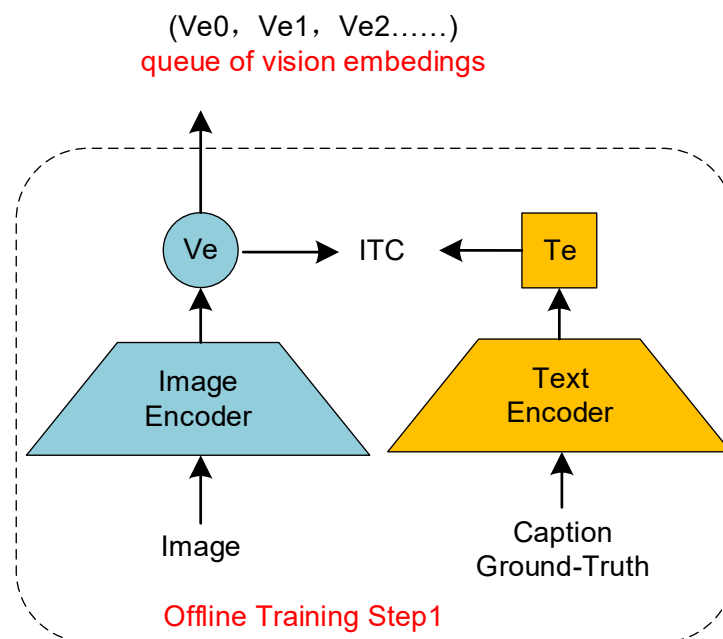 (Ve0，Ve1，Ve2……)
queue of vision embedings
Ve
ITC
Te
Image
Encoder
Text
Encoder
Image
Caption
Ground-Truth
Offline Training Step1